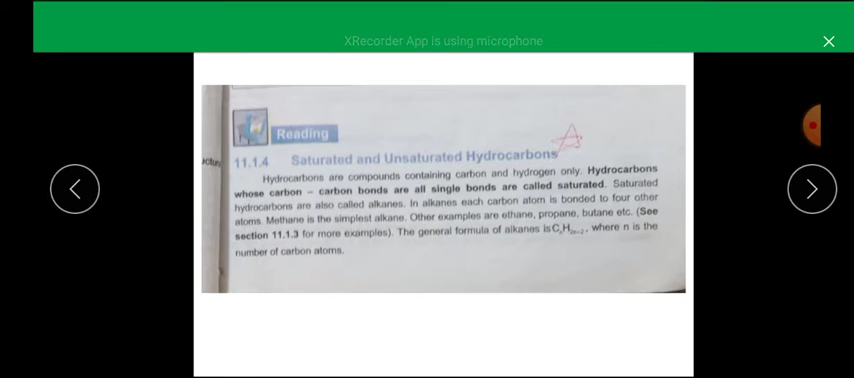 XRecorder App is using microphone
Reading
11.1.4 Saturated and Unsaturated Hydrocarbons
Hydrocarbons are compounds containing carbon and hydrogen only. Hydrocarbons
whose carbon – carbon bonds are all single bonds are called saturated. Saturated
hydrocarbons are also called alkanes. In alkanes each carbon atom is bonded to four other
atoms. Methane is the simplest alkane. Other examples are ethane, propane, butane etc. (See
section 11.1.3 for more examples). The general formula of alkanes is CₙH₂ₙ₊₂, where n is the
number of carbon atoms.